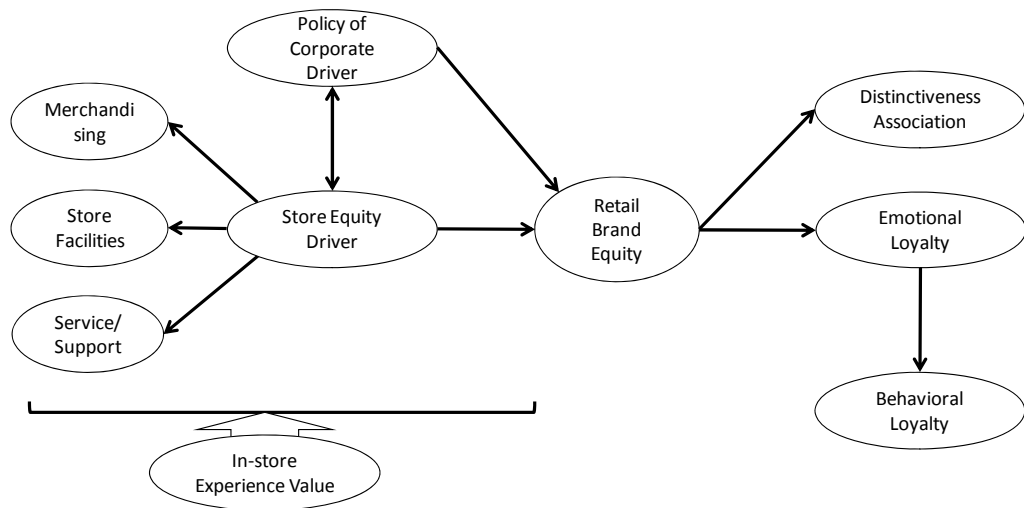 Policy of
Corporate
Driver
Merchandi
sing
Distinctiveness
Association
Store
Facilities
Store Equity
Driver
Retail
Brand
Equity
Emotional
Loyalty
Service/
Support
Behavioral
Loyalty
In-store
Experience Value